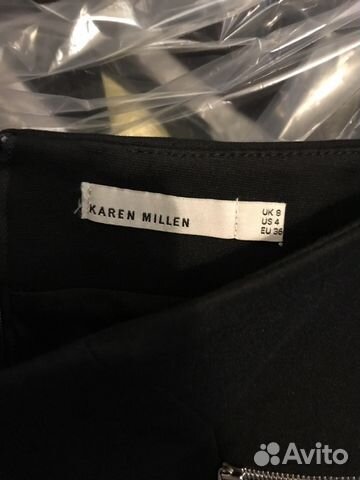 KAREN MILLEN
UK 8
US 4
EU 36
Avito